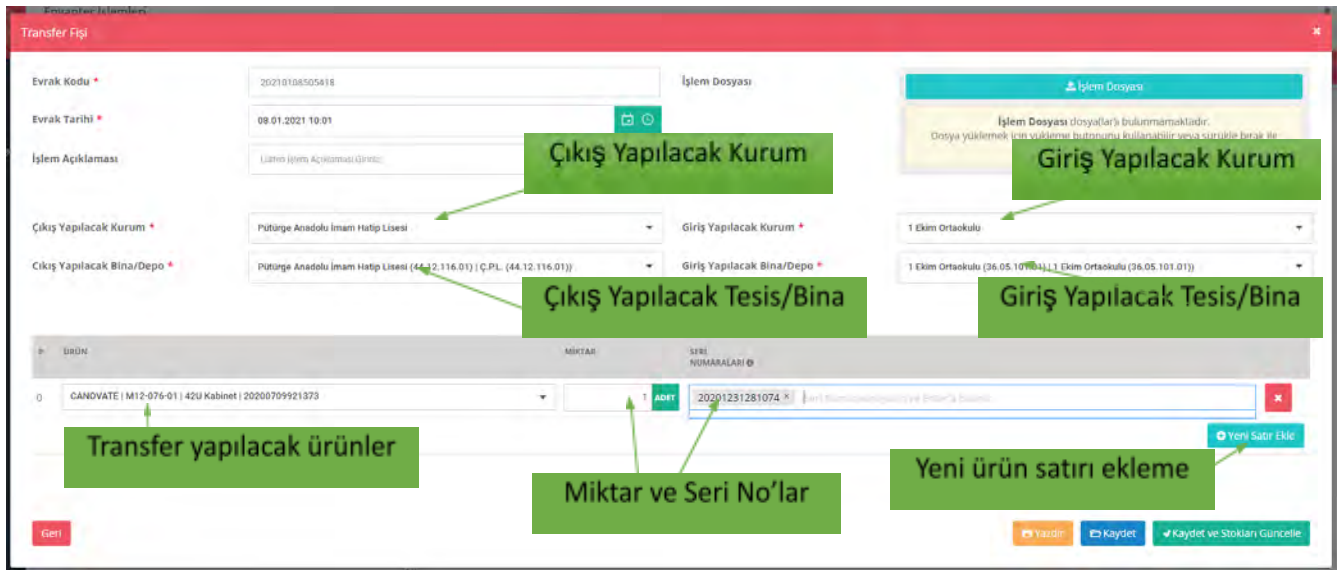 Envanter İşlemleri
Transfer Fişi
Evrak Kodu *
20210108505418
İşlem Dosyası
İşlem Dosyası
Evrak Tarihi *
08.01.2021 10:01
İşlem Dosyası dosya(lar)ı bulunmamaktadır.
Dosya yüklemek için yükleme butonunu kullanabilir veya sürükle bırak ile
İşlem Açıklaması
Lütfen İşlem Açıklaması Giriniz
Çıkış Yapılacak Kurum
Giriş Yapılacak Kurum
Çıkış Yapılacak Kurum *
Pütürge Anadolu İmam Hatip Lisesi
Giriş Yapılacak Kurum *
1 Ekim Ortaokulu
Cıkış Yapılacak Bina/Depo *
Pütürge Anadolu İmam Hatip Lisesi (44.12.116.01) | Ç.P.L. (44.12.116.01))
Giriş Yapılacak Bina/Depo *
1 Ekim Ortaokulu (36.05.101.01) | 1 Ekim Ortaokulu (36.05.101.01))
Çıkış Yapılacak Tesis/Bina
Giriş Yapılacak Tesis/Bina
ÜRÜN
MİKTAR
SERİ
NUMARALARI
0
CANOVATE | M12-076-01 | 42U Kabinet | 20200709921373
1 ADET
20201231281074 ×
Yeni Satır Ekle
Transfer yapılacak ürünler
Miktar ve Seri No'lar
Yeni ürün satırı ekleme
Geri
Yazdır
Kaydet
Kaydet ve Stokları Güncelle